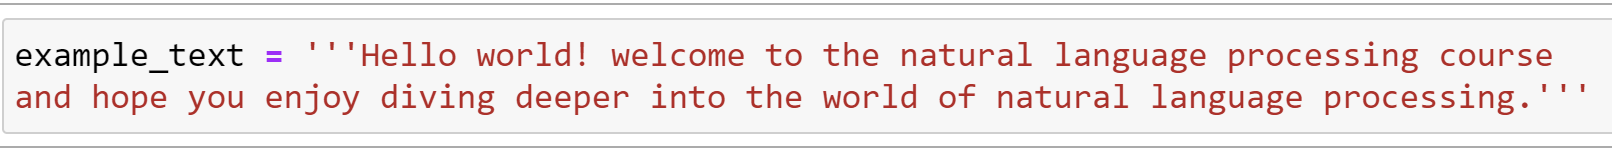 example_text = '''Hello world! welcome to the natural language processing course
and hope you enjoy diving deeper into the world of natural language processing.'''